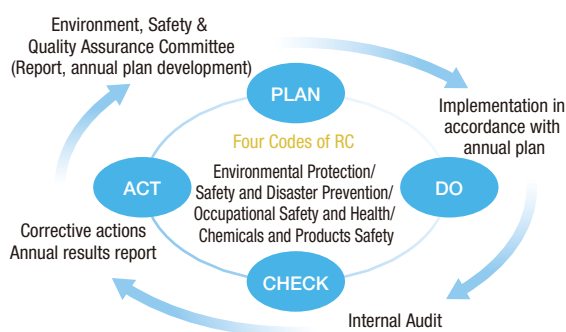 Environment, Safety &
Quality Assurance Committee
(Report, annual plan development)
PLAN
Implementation in
accordance with
annual plan
Four Codes of RC
Environmental Protection/
Safety and Disaster Prevention/
Occupational Safety and Health/
Chemicals and Products Safety
ACT
DO
Corrective actions
Annual results report
CHECK
Internal Audit